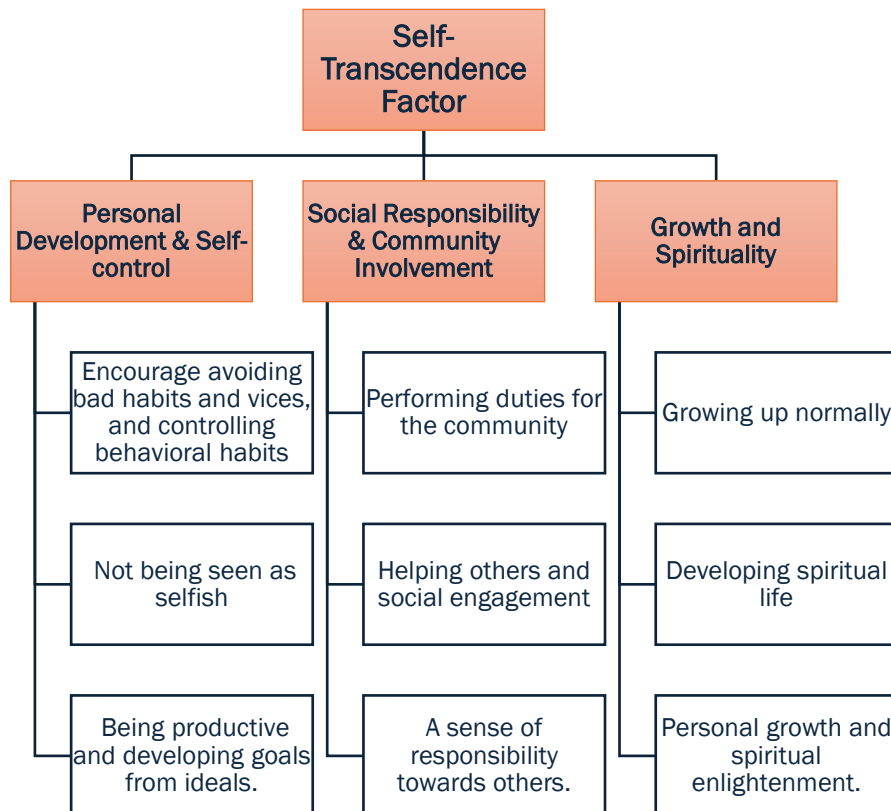 Self-
Transcendence
Factor
Personal
Development & Self-
control
Social Responsibility
& Community
Involvement
Growth and
Spirituality
Encourage avoiding
bad habits and vices,
and controlling
behavioral habits
Performing duties for
the community
Growing up normally
Not being seen as
selfish
Helping others and
social engagement
Developing spiritual
life
Being productive
and developing goals
from ideals.
A sense of
responsibility
towards others.
Personal growth and
spiritual
enlightenment.